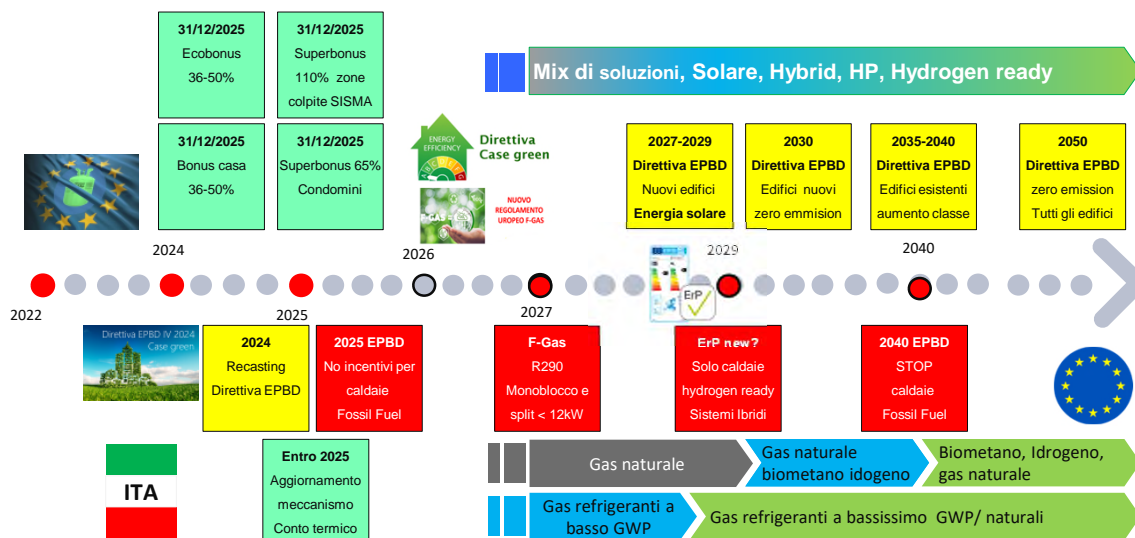 31/12/2025
Ecobonus
36-50%
31/12/2025
Superbonus
110% zone
colpite SISMA
Mix di soluzioni, Solare, Hybrid, HP, Hydrogen ready
31/12/2025
Bonus casa
36-50%
31/12/2025
Superbonus 65%
Condomini
ENERGY
EFFICIENCY
Direttiva
Case green
F-GAS
NUOVO
REGOLAMENTO
UROPEO F-GAS
2027-2029
Direttiva EPBD
Nuovi edifici
Energia solare
2030
Direttiva EPBD
Edifici nuovi
zero emmision
2035-2040
Direttiva EPBD
Edifici esistenti
aumento classe
2050
Direttiva EPBD
zero emission
Tutti gli edifici
2024
2026
2029
2040
ErP
2022
2025
2027
Direttiva EPBD IV 2024
Case green
2024
Recasting
Direttiva EPBD
2025 EPBD
No incentivi per
caldaie
Fossil Fuel
F-Gas
R290
Monoblocco e
split < 12kW
ErP new?
Solo caldaie
hydrogen ready
Sistemi Ibridi
2040 EPBD
STOP
caldaie
Fossil Fuel
ITA
Entro 2025
Aggiornamento
meccanismo
Conto termico
Gas naturale
Gas naturale
biometano idogeno
Biometano, Idrogeno,
gas naturale
Gas refrigeranti a
basso GWP
Gas refrigeranti a bassissimo GWP/ naturali